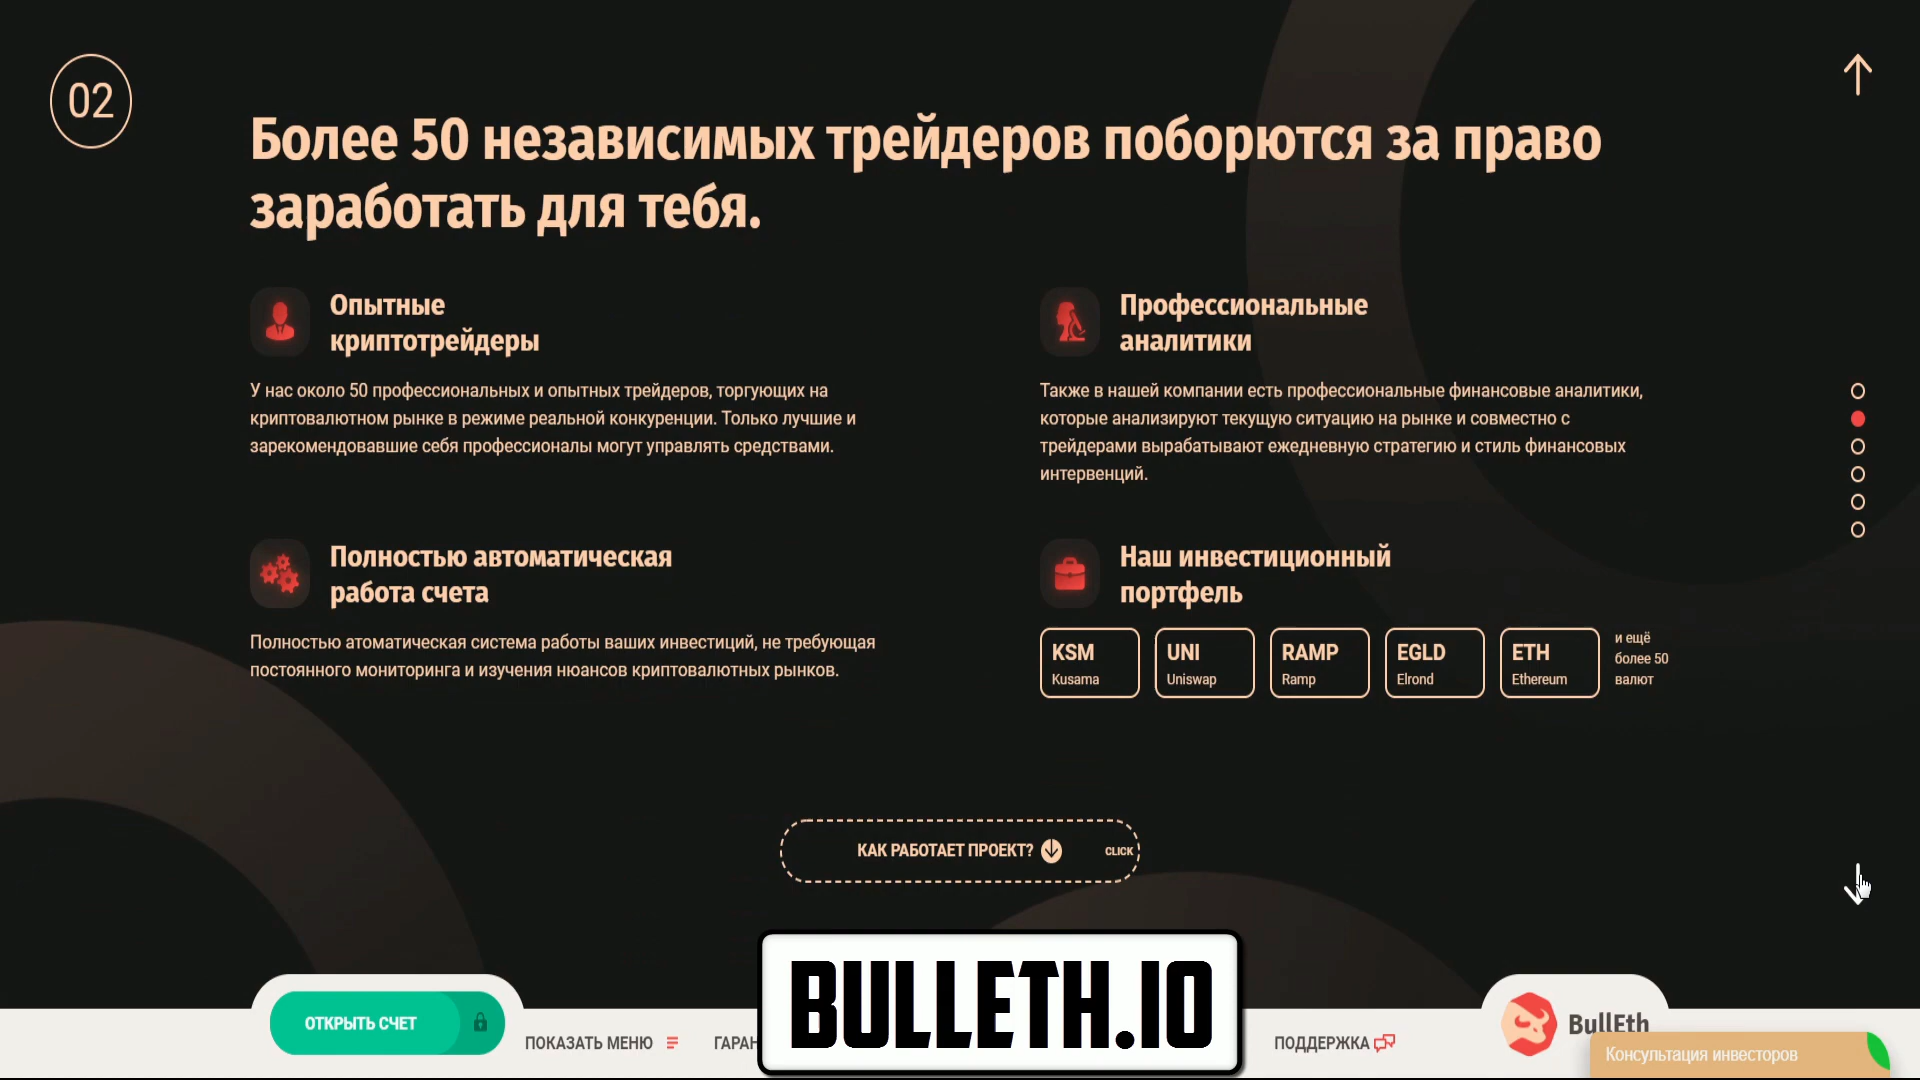 02
Более 50 независимых трейдеров поборются за право
заработать для тебя.
Опытные
криптотрейдеры
У нас около 50 профессиональных и опытных трейдеров, торгующих на
криптовалютном рынке в режиме реальной конкуренции. Только лучшие и
зарекомендовавшие себя профессионалы могут управлять средствами.
Профессиональные
аналитики
Также в нашей компании есть профессиональные финансовые аналитики,
которые анализируют текущую ситуацию на рынке и совместно с
трейдерами вырабатывают ежедневную стратегию и стиль финансовых
интервенций.
Полностью автоматическая
работа счета
Полностью атоматическая система работы ваших инвестиций, не требующая
постоянного мониторинга и изучения нюансов криптовалютных рынков.
Наш инвестиционный
портфель
KSM
Kusama
UNI
Uniswap
RAMP
Ramp
EGLD
Elrond
ETH
Ethereum
и ещё
более 50
валют
КАК РАБОТАЕТ ПРОЕКТ?
CLICK
ОТКРЫТЬ СЧЕТ
ПОКАЗАТЬ МЕНЮ
ГАРАН
BULLETH.IO
ПОДДЕРЖКА
BullEth
Консультация инвесторов